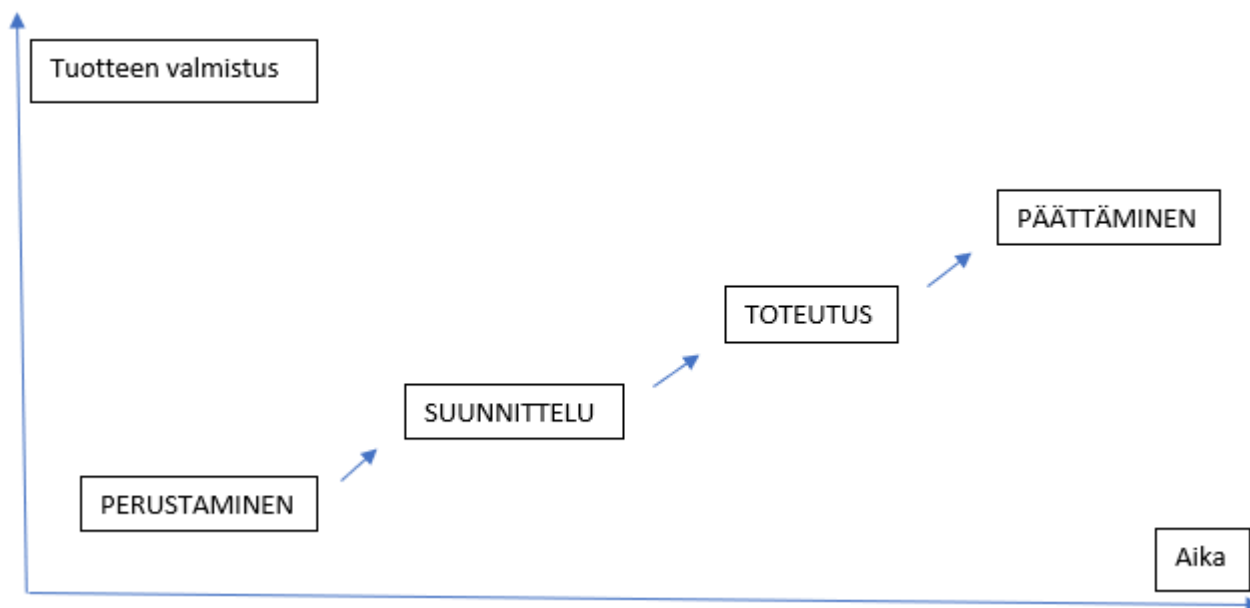 Tuotteen valmistus
PÄÄTTÄMINEN
TOTEUTUS
SUUNNITTELU
PERUSTAMINEN
Aika